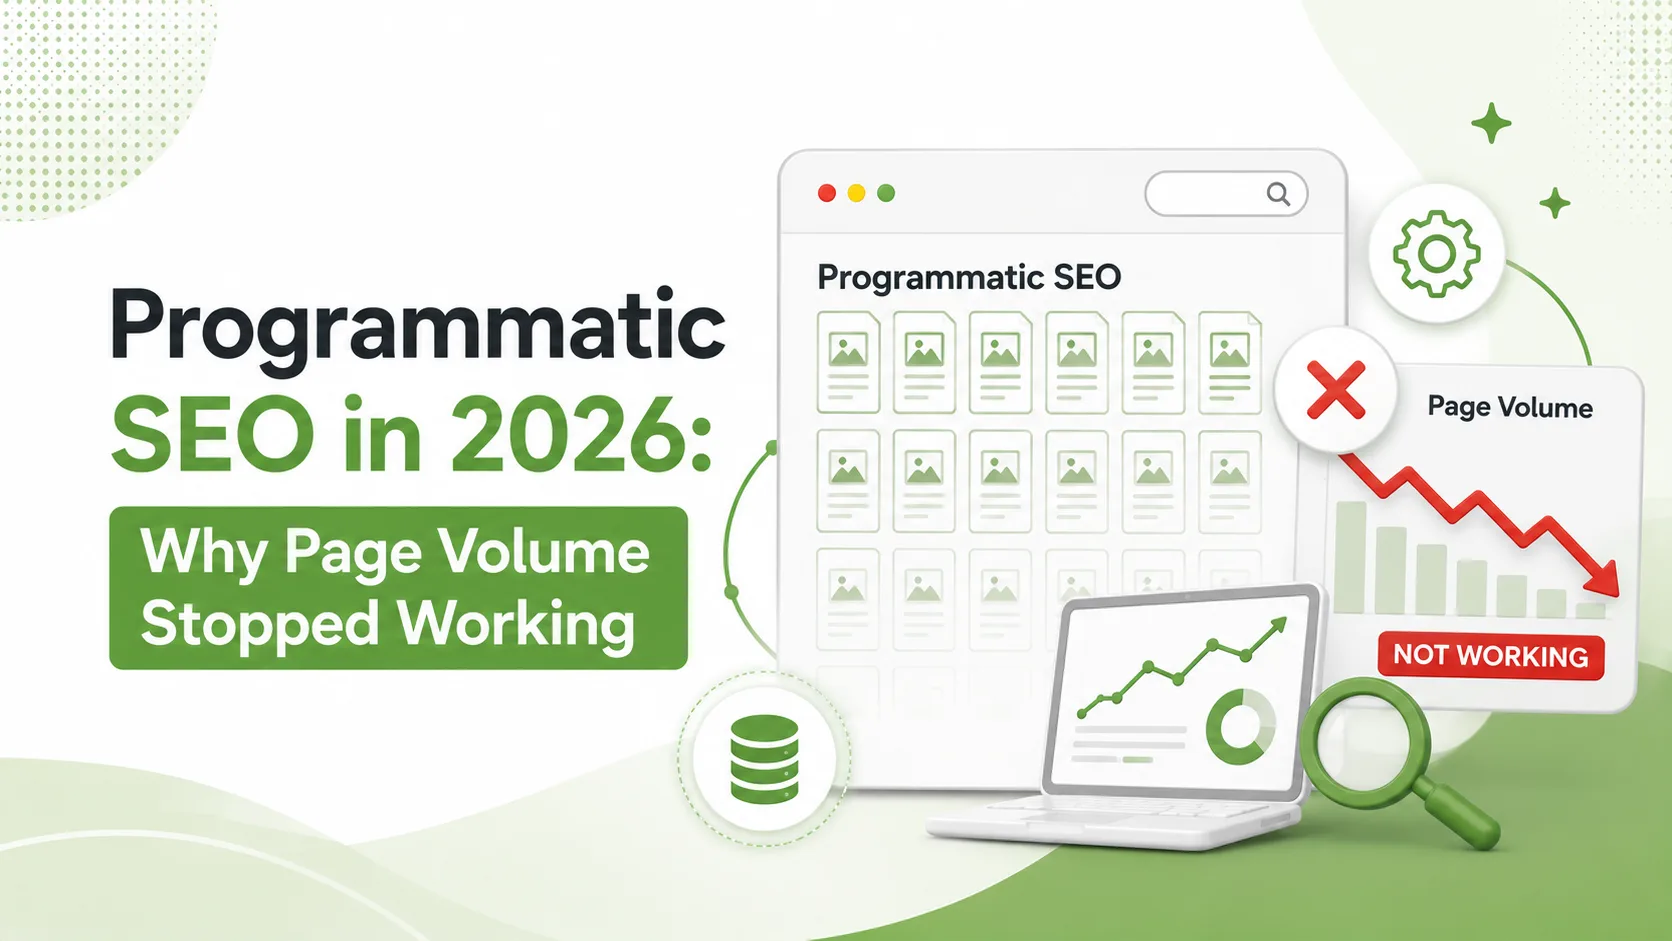 Programmatic
SEO in 2026:
Why Page Volume
Stopped Working
Programmatic SEO
Page Volume
NOT WORKING